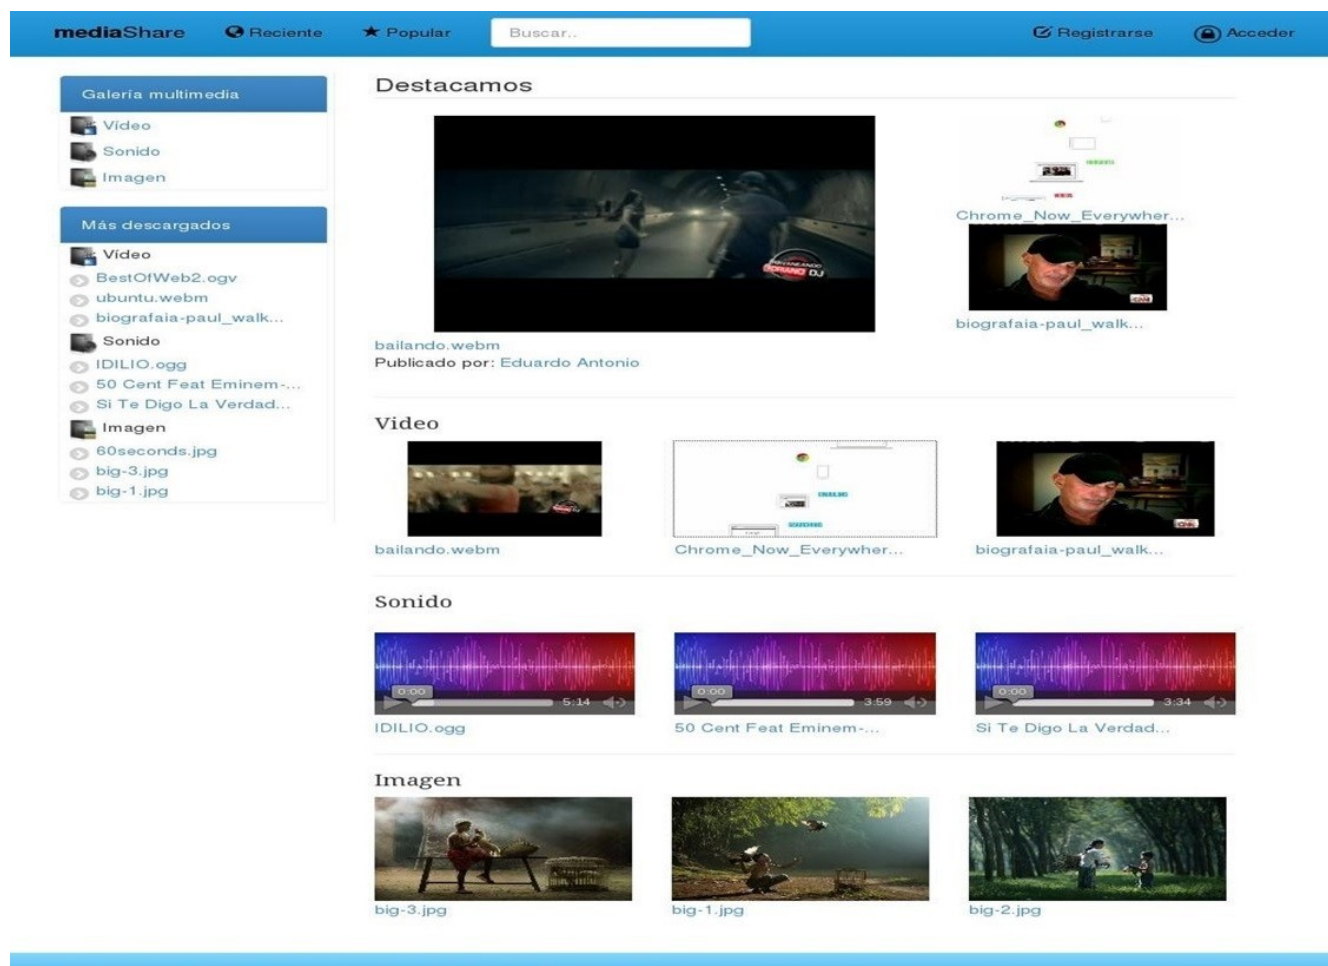 mediaShare Reciente Popular Buscar.. Registrarse Acceder
Galería multimedia
Vídeo
Sonido
Imagen
Más descargados
Vídeo
BestOfWeb2.ogv
ubuntu.webm
biografaia-paul_walk...
Sonido
IDILIO.ogg
50 Cent Feat Eminem-...
Si Te Digo La Verdad...
Imagen
60seconds.jpg
big-3.jpg
big-1.jpg
Destacamos
SORIANO DJ
bailando.webm
Publicado por: Eduardo Antonio
Chrome_Now_Everywher...
biografaia-paul_walk...
Video
bailando.webm Chrome_Now_Everywher... biografaia-paul_walk...
Sonido
0:00 5:14 0:00 3:59 0:00 3:34
IDILIO.ogg 50 Cent Feat Eminem-... Si Te Digo La Verdad...
Imagen
big-3.jpg big-1.jpg big-2.jpg